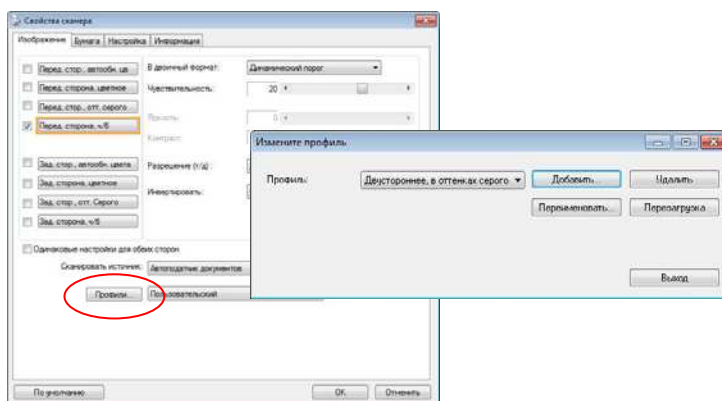 Свойства сканера
Изображение Бумага Настройка Информация
Перед. стор., автообн. цв
Перед. сторона, цветное
Перед. стор., отт. серого
Перед. сторона, ч/б
Зад. стор., автообн. цвета
Зад. сторона, цветное
Зад. стор., отт. Серого
Зад. сторона, ч/б
В двоичный формат: Динамический порог
Чувствительность: 20
Яркость: 0
Контраст:
Разрешение (т/д) :
Инвертировать:
Одинаковые настройки для обеих сторон
Сканировать источник: Автоподатчик документов
Профили... Пользовательский
По умолчанию OK. Отменить
Измените профиль
Профиль: Двустороннее, в оттенках серого Добавить... Удалить
Переименовать... Перезагрузка
Выход